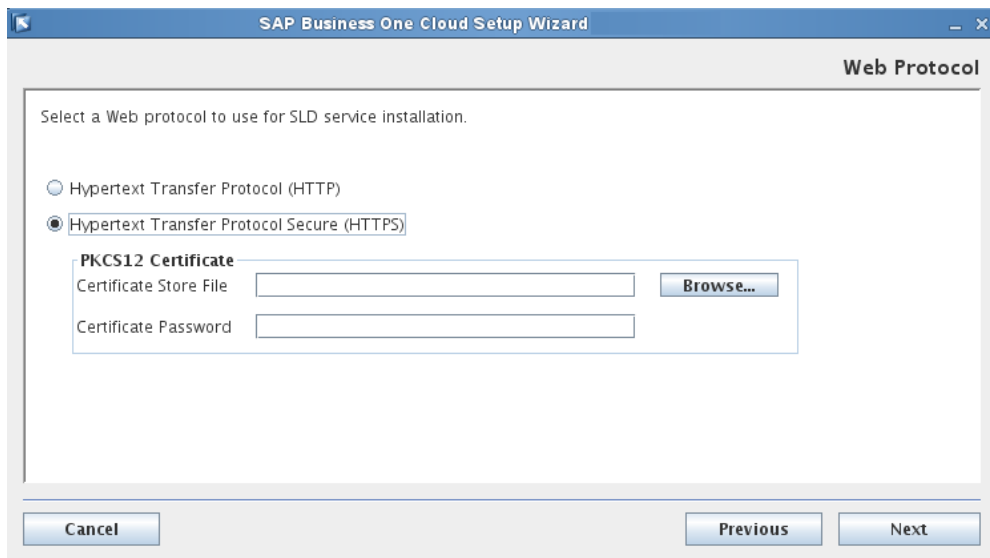 SAP Business One Cloud Setup Wizard
Web Protocol
Select a Web protocol to use for SLD service installation.
Hypertext Transfer Protocol (HTTP)
Hypertext Transfer Protocol Secure (HTTPS)
PKCS12 Certificate
Certificate Store File
Browse...
Certificate Password
Cancel
Previous
Next